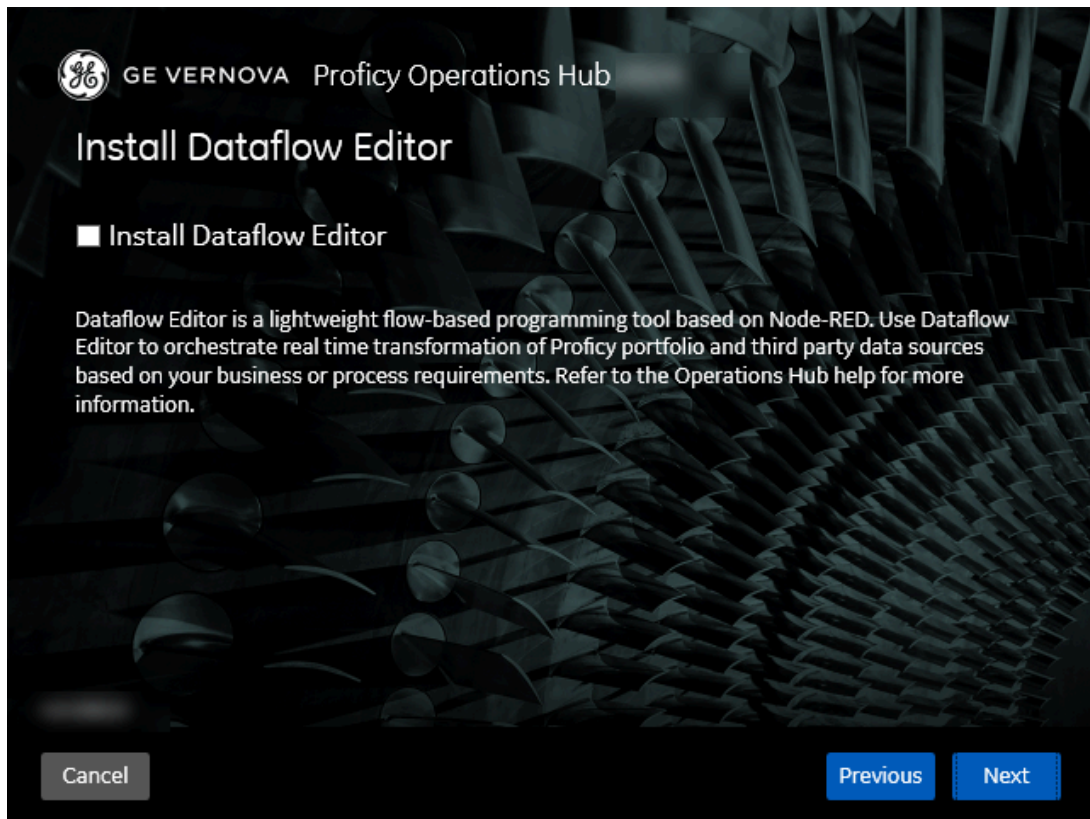 GE VERNOVA Proficy Operations Hub
Install Dataflow Editor
Install Dataflow Editor
Dataflow Editor is a lightweight flow-based programming tool based on Node-RED. Use Dataflow
Editor to orchestrate real time transformation of Proficy portfolio and third party data sources
based on your business or process requirements. Refer to the Operations Hub help for more
information.
Cancel Previous Next